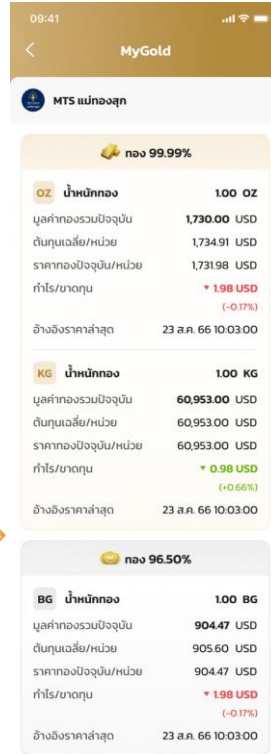 09:41
MyGold
MTS แม่ทองสุก
ทอง 99.99%
OZ น้ำหนักทอง 1.00 OZ
มูลค่าทองรวมปัจจุบัน 1,730.00 USD
ต้นทุนเฉลี่ย/หน่วย 1,734.91 USD
ราคาทองปัจจุบัน/หน่วย 1,731.98 USD
กำไร/ขาดทุน ▼ 1.98 USD
(-0.17%)
อ้างอิงราคาล่าสุด 23 ส.ค. 66 10:03:00
KG น้ำหนักทอง 1.00 KG
มูลค่าทองรวมปัจจุบัน 60,953.00 USD
ต้นทุนเฉลี่ย/หน่วย 60,953.00 USD
ราคาทองปัจจุบัน/หน่วย 60,953.00 USD
กำไร/ขาดทุน ▼ 0.98 USD
(+0.66%)
อ้างอิงราคาล่าสุด 23 ส.ค. 66 10:03:00
ทอง 96.50%
BG น้ำหนักทอง 1.00 BG
มูลค่าทองรวมปัจจุบัน 904.47 USD
ต้นทุนเฉลี่ย/หน่วย 905.60 USD
ราคาทองปัจจุบัน/หน่วย 904.47 USD
กำไร/ขาดทุน ▼ 1.98 USD
(-0.17%)
อ้างอิงราคาล่าสุด 23 ส.ค. 66 10:03:00